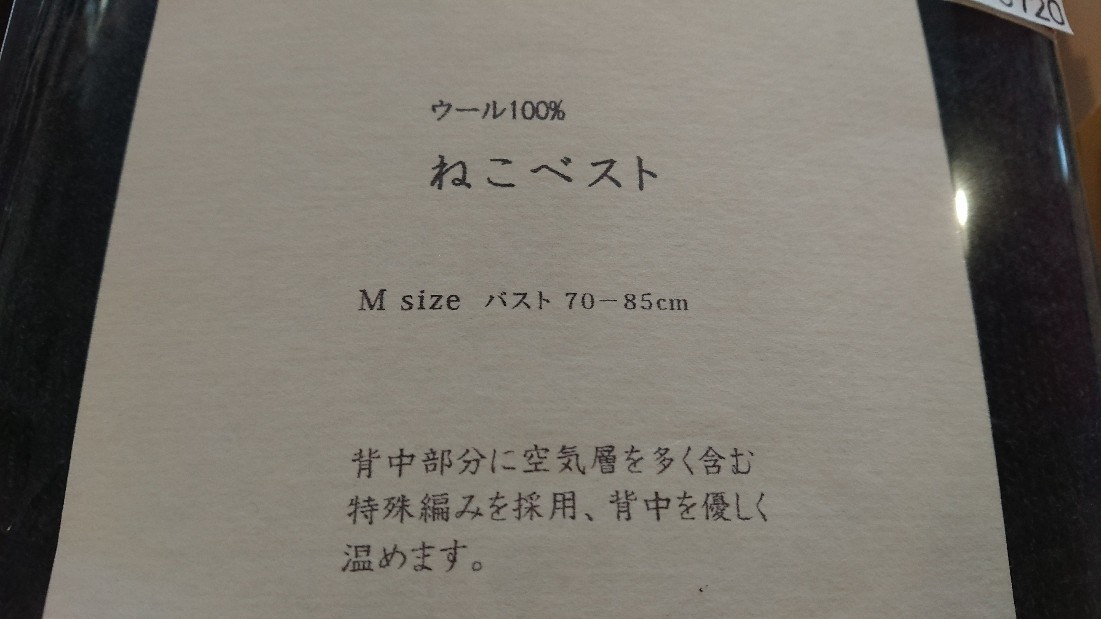 ウール100%
ねこベスト
M size バスト 70－85cm
背中部分に空気層を多く含む
特殊編みを採用、背中を優しく
温めます。